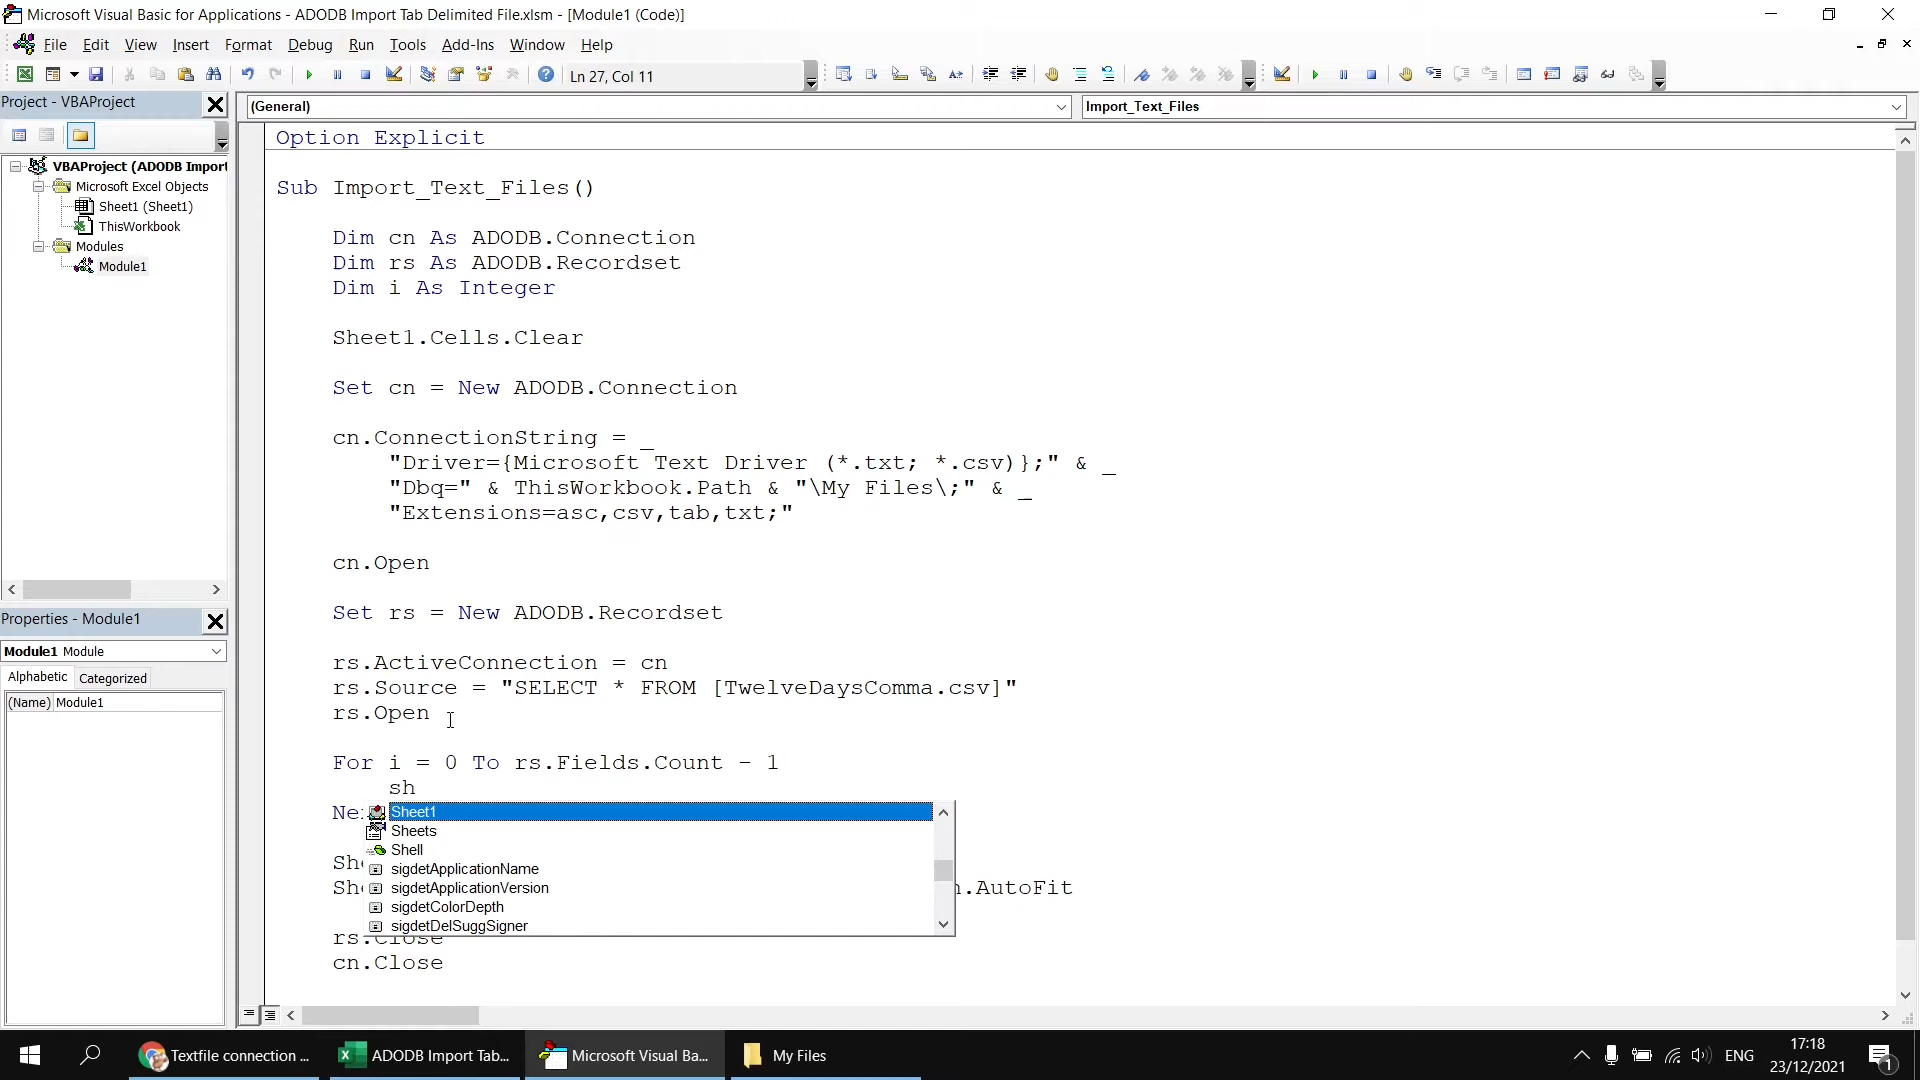 Microsoft Visual Basic for Applications - ADODB Import Tab Delimited File.xlsm - [Module1 (Code)]
File Edit View Insert Format Debug Run Tools Add-Ins Window Help
Ln 27, Col 11
Project - VBAProject
(General)
Import_Text_Files
VBAProject (ADODB Impor
Microsoft Excel Objects
Sheet1 (Sheet1)
ThisWorkbook
Modules
Module1
Properties - Module1
Module1 Module
Alphabetic Categorized
(Name) Module1
Option Explicit
Sub Import_Text_Files()
Dim cn As ADODB.Connection
Dim rs As ADODB.Recordset
Dim i As Integer
Sheet1.Cells.Clear
Set cn = New ADODB.Connection
cn.ConnectionString = _
"Driver={Microsoft Text Driver (*.txt; *.csv)};" & _
"Dbq=" & ThisWorkbook.Path & "\My Files\;" & _
"Extensions=asc,csv,tab,txt;"
cn.Open
Set rs = New ADODB.Recordset
rs.ActiveConnection = cn
rs.Source = "SELECT * FROM [TwelveDaysComma.csv]"
rs.Open
For i = 0 To rs.Fields.Count - 1
sh
Sheet1
Sheets
Shell
sigdetApplicationName
sigdetApplicationVersion
sigdetColorDepth
sigdetDelSuggSigner
.AutoFit
rs.Close
cn.Close
Textfile connection ...
ADODB Import Tab...
Microsoft Visual Ba...
My Files
ENG
17:18
23/12/2021
1